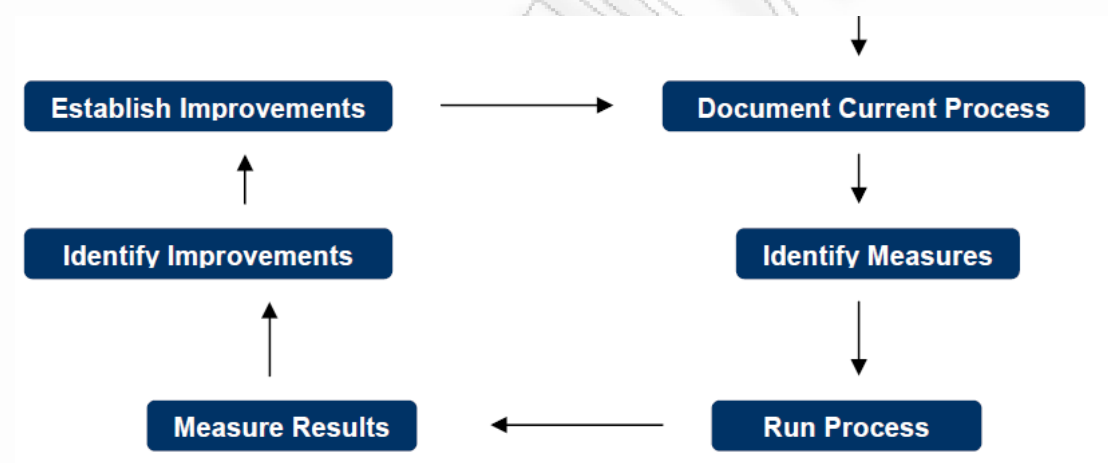 Establish Improvements
Document Current Process
Identify Improvements
Identify Measures
Measure Results
Run Process